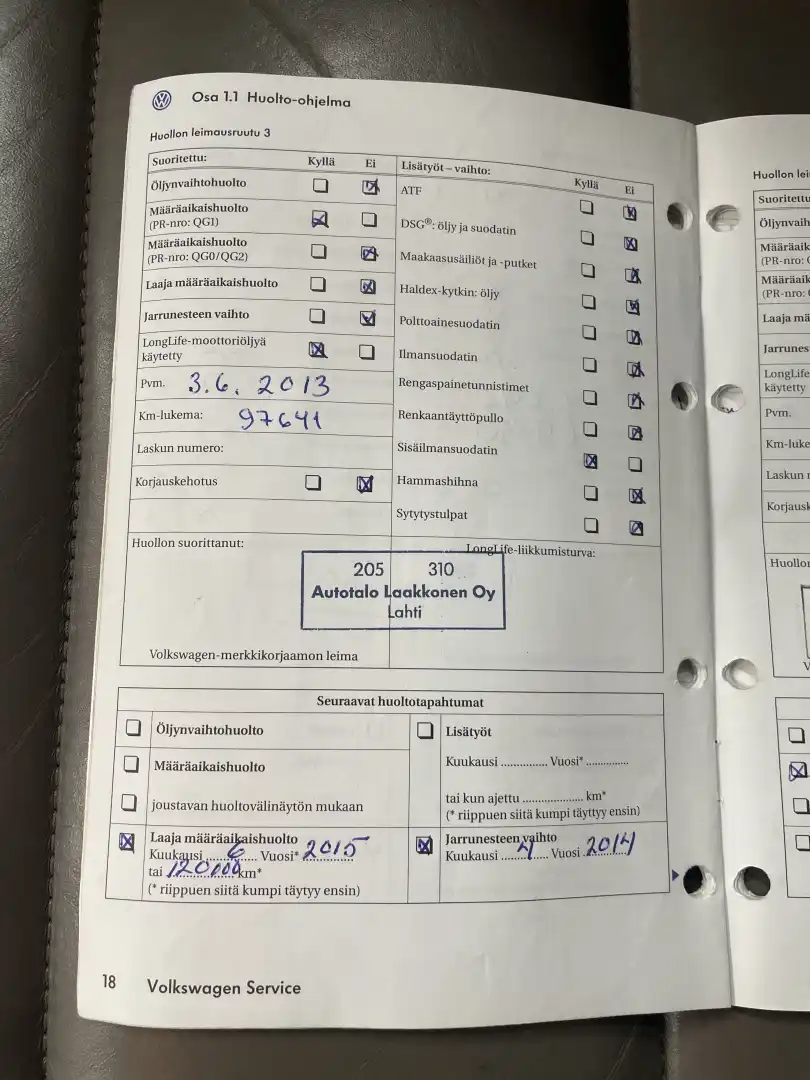 Osa 1.1 Huolto-ohjelma
Huollon leimausruutu 3
Suoritettu: Kyllä Ei
Öljynvaihtohuolto
Määräaikaishuolto
(PR-nro: QG1)
Määräaikaishuolto
(PR-nro: QG0/QG2)
Laaja määräaikaishuolto
Jarrunesteen vaihto
LongLife-moottoriöljyä
käytetty
Pvm. 3.6.2013
Km-lukema: 97641
Laskun numero:
Korjauskehotus
Lisätyöt – vaihto: Kyllä Ei
ATF
DSG®: öljy ja suodatin
Maakaasusäiliöt ja -putket
Haldex-kytkin: öljy
Polttoainesuodatin
Ilmansuodatin
Rengaspainetunnistimet
Renkaantäyttöpullo
Sisäilmansuodatin
Hammashihna
Sytytystulpat
Huollon suorittanut:
LongLife-liikkumisturva:
205 310
Autotalo Laakkonen Oy
Lahti
Volkswagen-merkkikorjaamon leima
Seuraavat huoltotapahtumat
Öljynvaihtohuolto
Määräaikaishuolto
joustavan huoltovälinäytön mukaan
Laaja määräaikaishuolto
Kuukausi 6 Vuosi* 2015
tai 120000 km*
(* riippuen siitä kumpi täytyy ensin)
Lisätyöt
Kuukausi ............... Vuosi* ..............
tai kun ajettu .................... km*
(* riippuen siitä kumpi täyttyy ensin)
Jarrunesteen vaihto
Kuukausi 4 Vuosi 2014
18 Volkswagen Service
Huollon lei
Suoritettu
Öljynvaih
Määräaik
(PR-nro:
Määräaik
(PR-nro:
Laaja mä
Jarrunes
LongLife
käytetty
Pvm.
Km-luke
Laskun
Korjausk
Huollo